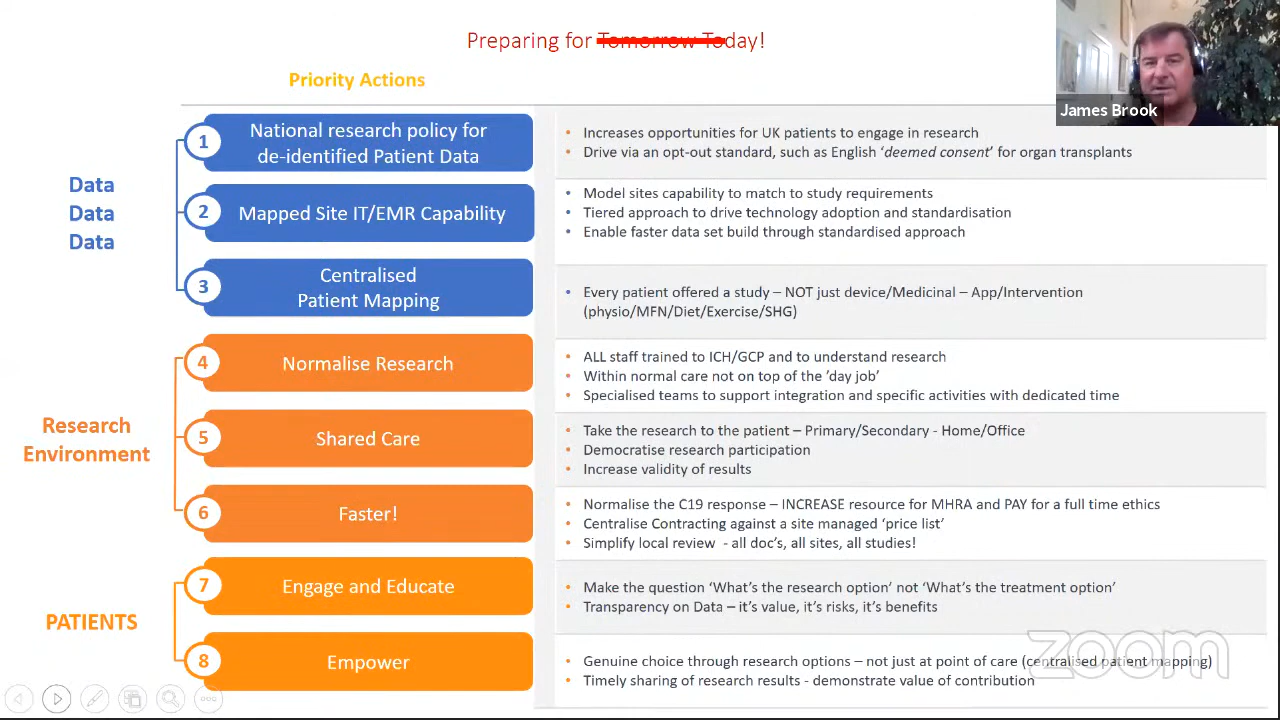 Preparing for Tomorrow Today!
James Brook
Priority Actions
Data
Data
Data
1
National research policy for
de-identified Patient Data
• Increases opportunities for UK patients to engage in research
• Drive via an opt-out standard, such as English ‘deemed consent’ for organ transplants
2
Mapped Site IT/EMR Capability
• Model sites capability to match to study requirements
• Tiered approach to drive technology adoption and standardisation
• Enable faster data set build through standardised approach
3
Centralised
Patient Mapping
• Every patient offered a study – NOT just device/Medicinal – App/Intervention
(physio/MFN/Diet/Exercise/SHG)
Research
Environment
4
Normalise Research
• ALL staff trained to ICH/GCP and to understand research
• Within normal care not on top of the ’day job’
• Specialised teams to support integration and specific activities with dedicated time
5
Shared Care
• Take the research to the patient – Primary/Secondary - Home/Office
• Democratise research participation
• Increase validity of results
6
Faster!
• Normalise the C19 response – INCREASE resource for MHRA and PAY for a full time ethics
• Centralise Contracting against a site managed ‘price list’
• Simplify local review - all doc’s, all sites, all studies!
PATIENTS
7
Engage and Educate
• Make the question ‘What’s the research option’ not ‘What’s the treatment option’
• Transparency on Data – it’s value, it’s risks, it’s benefits
8
Empower
• Genuine choice through research options – not just at point of care (centralised patient mapping)
• Timely sharing of research results - demonstrate value of contribution
zoom